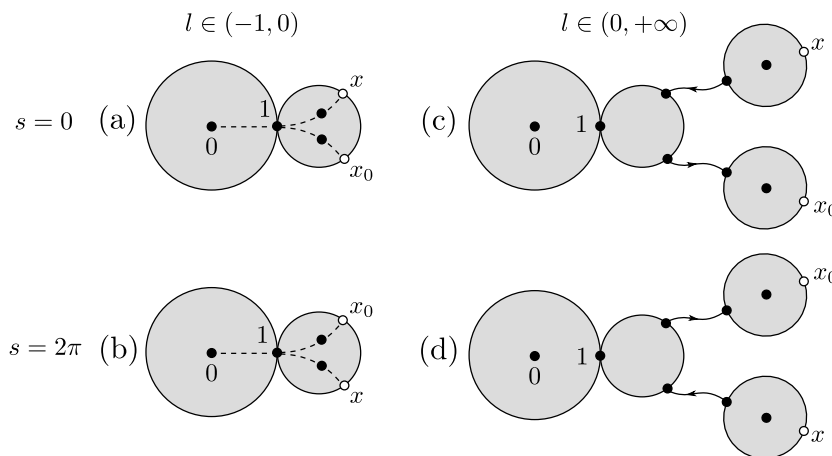 l ∈ (−1, 0)
l ∈ (0, +∞)
s = 0
(a)
0
1
x
x₀
(c)
0
1
x
x₀
s = 2π
(b)
0
1
x₀
x
(d)
0
1
x₀
x